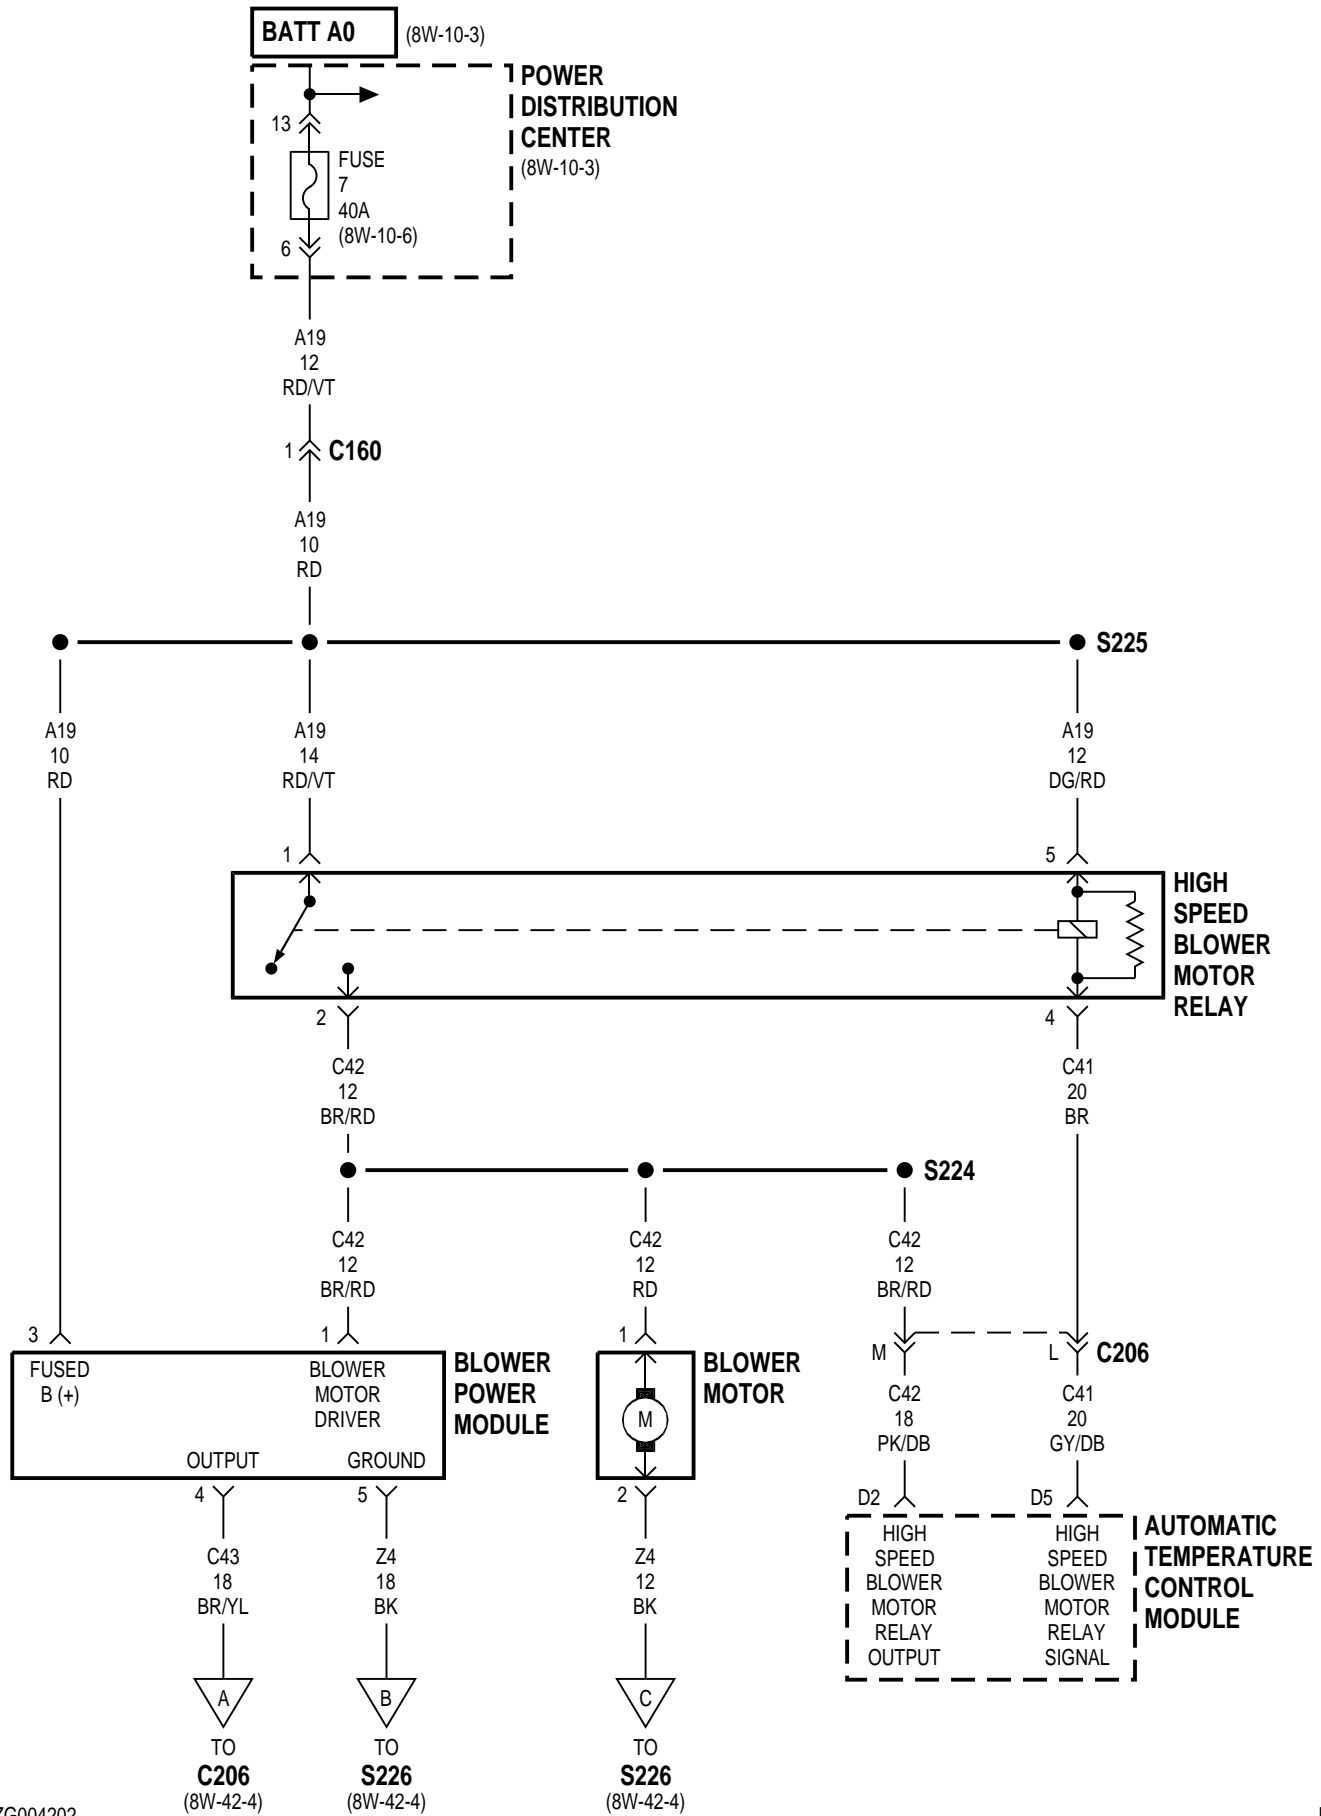 BATT A0 (8W-10-3)
POWER
DISTRIBUTION
CENTER
(8W-10-3)
13
FUSE
7
40A
(8W-10-6)
6
A19
12
RD/VT
1 C160
A19
10
RD
S225
A19
10
RD
A19
14
RD/VT
A19
12
DG/RD
1
5
HIGH
SPEED
BLOWER
MOTOR
RELAY
2
4
C42
12
BR/RD
C41
20
BR
S224
C42
12
BR/RD
C42
12
RD
C42
12
BR/RD
3
1
1
M
L
C206
FUSED
B (+)
BLOWER
MOTOR
DRIVER
OUTPUT
GROUND
BLOWER
POWER
MODULE
M
BLOWER
MOTOR
C42
18
PK/DB
C41
20
GY/DB
4
5
2
D2
D5
C43
18
BR/YL
Z4
18
BK
Z4
12
BK
HIGH
SPEED
BLOWER
MOTOR
RELAY
OUTPUT
HIGH
SPEED
BLOWER
MOTOR
RELAY
SIGNAL
AUTOMATIC
TEMPERATURE
CONTROL
MODULE
A
TO
C206
(8W-42-4)
B
TO
S226
(8W-42-4)
C
TO
S226
(8W-42-4)